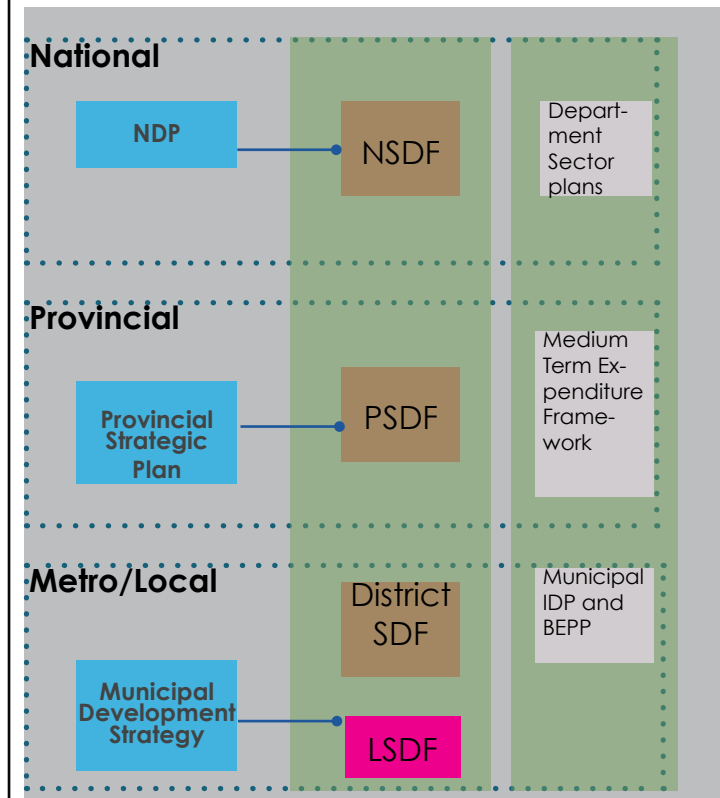 National
NDP
NSDF
Depart-
ment
Sector
plans
Provincial
Provincial
Strategic
Plan
PSDF
Medium
Term Ex-
penditure
Frame-
work
Metro/Local
Municipal
Development
Strategy
District
SDF
LSDF
Municipal
IDP and
BEPP